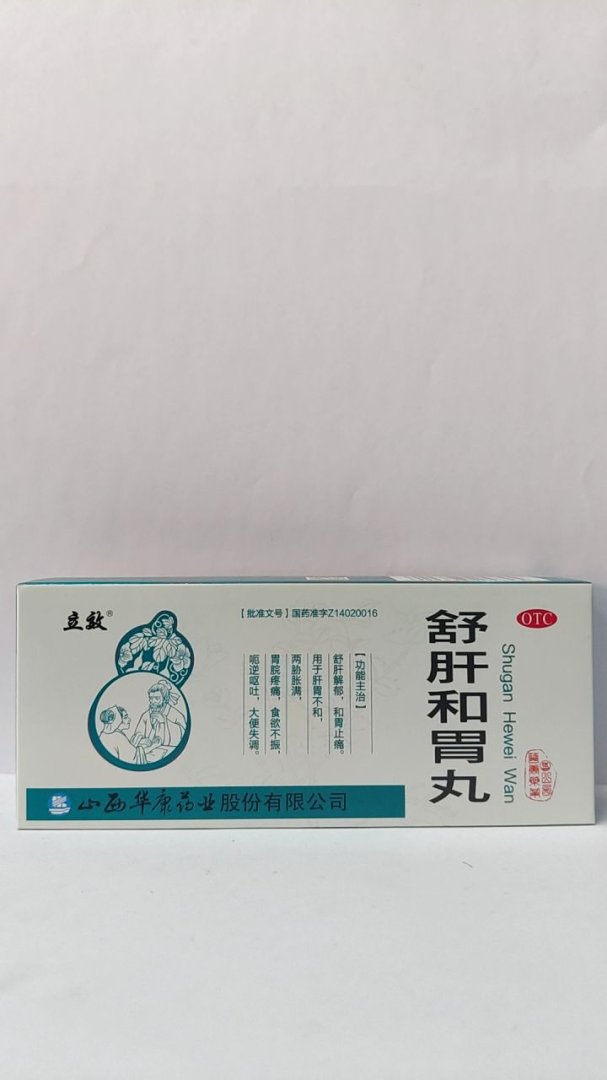 立效®
【批准文号】国药准字Z14020016
【功能主治】
舒肝解郁，和胃止痛。
用于肝胃不和，
两胁胀满，
胃脘疼痛，食欲不振，
呃逆呕吐，大便失调。
舒肝和胃丸
Shugan Hewei Wan
OTC
山西华康药业股份有限公司